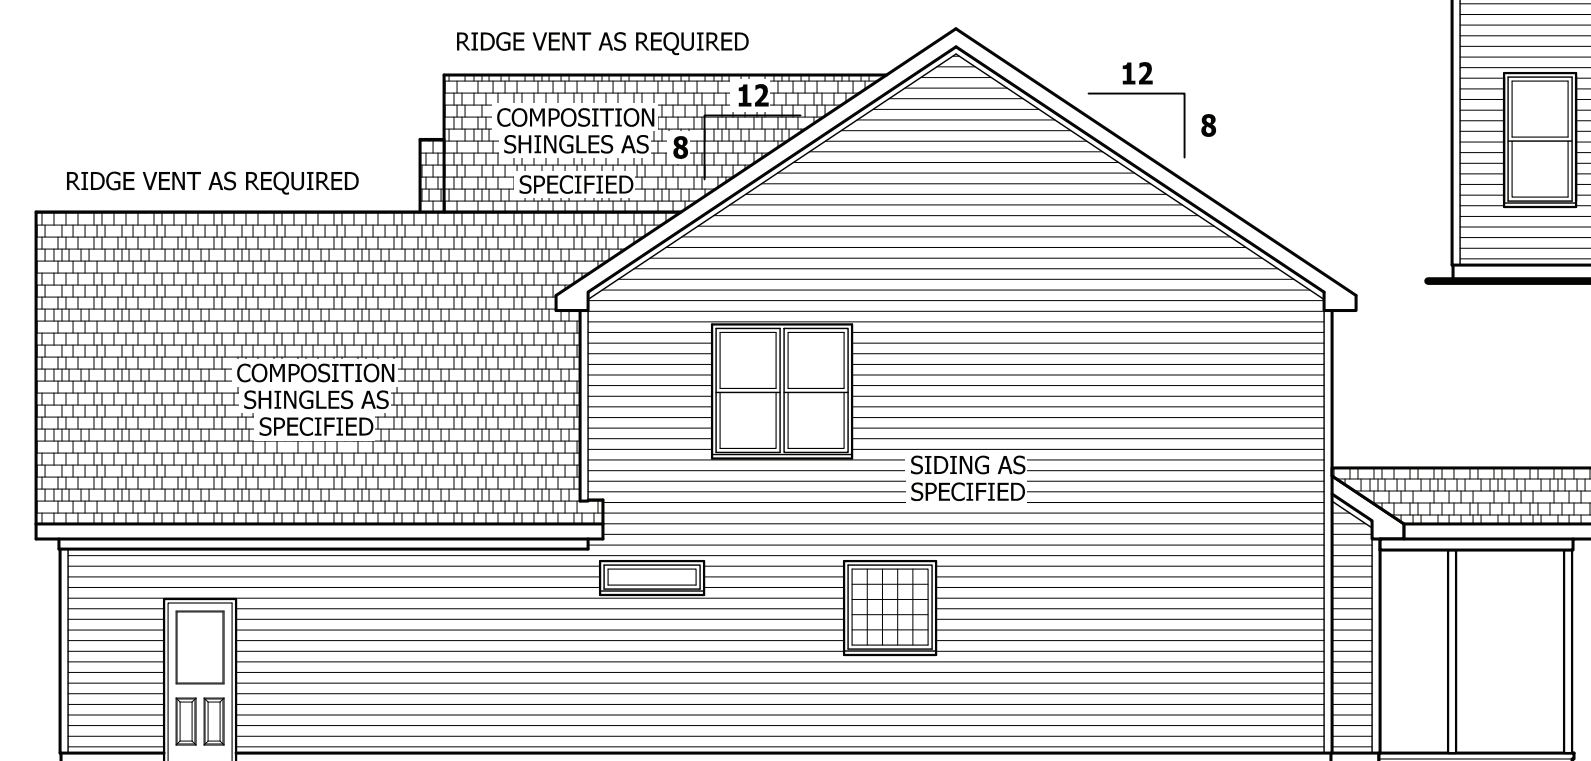 RIDGE VENT AS REQUIRED
12
8
COMPOSITION
SHINGLES AS
SPECIFIED
12
8
RIDGE VENT AS REQUIRED
COMPOSITION
SHINGLES AS
SPECIFIED
SIDING AS
SPECIFIED